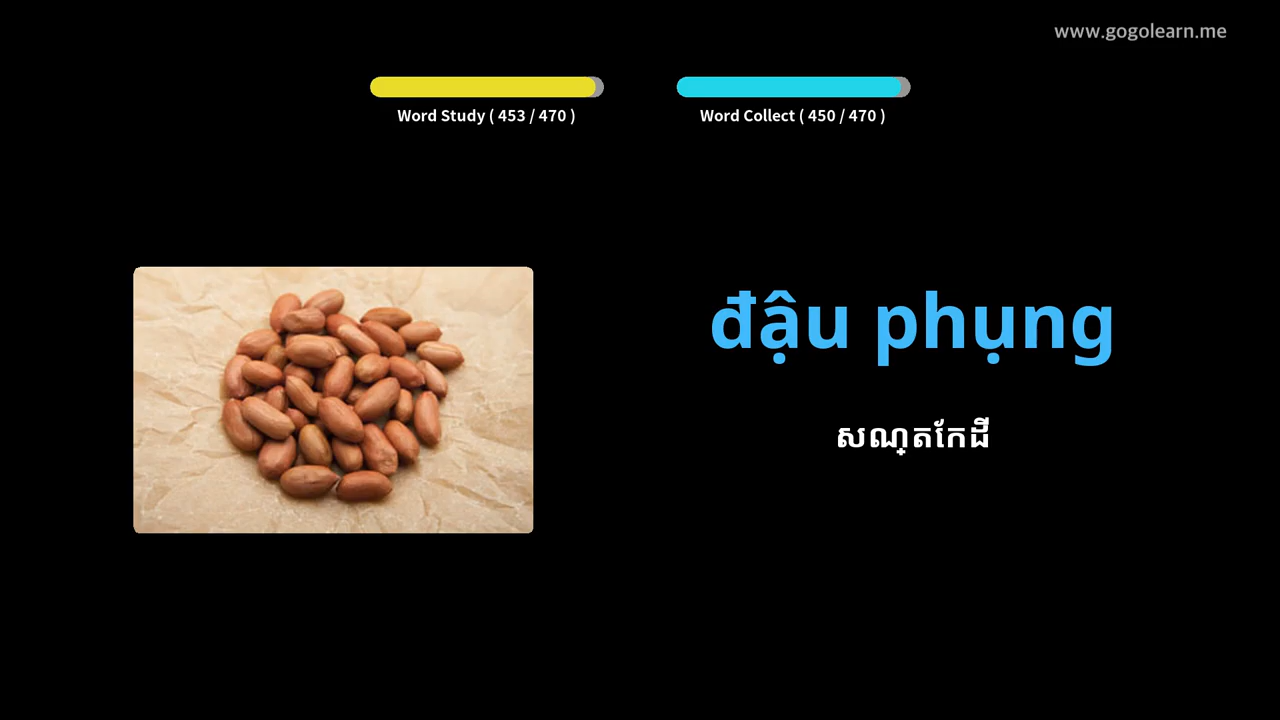 www.gogolearn.me
Word Study ( 453 / 470 )
Word Collect ( 450 / 470 )
đậu phụng
សណ្តកែដី